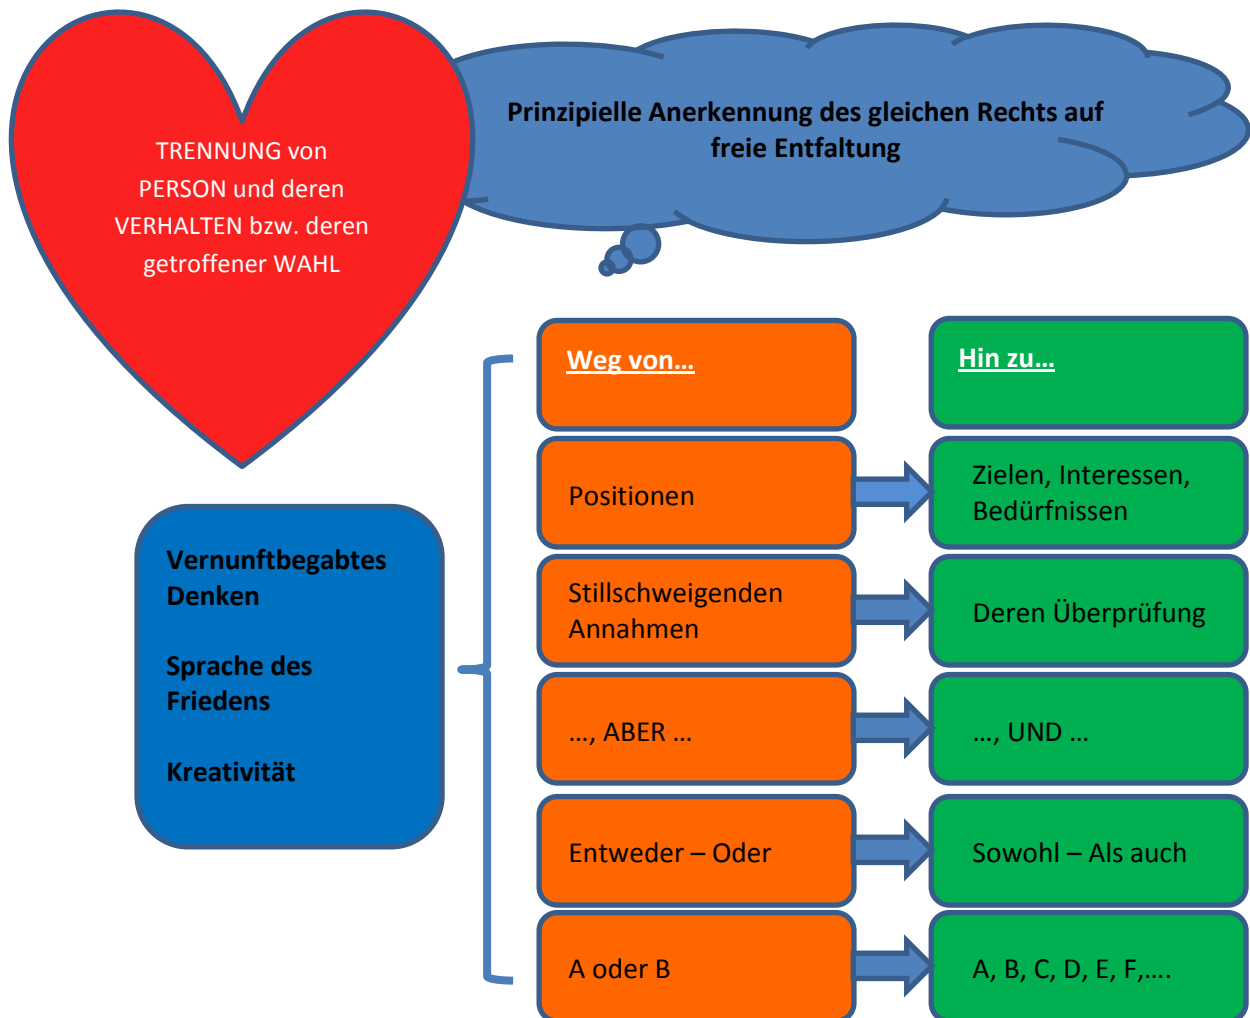 TRENNUNG von
PERSON und deren
VERHALTEN bzw. deren
getroffener WAHL
Prinzipielle Anerkennung des gleichen Rechts auf
freie Entfaltung
Vernunftbegabtes
Denken
Sprache des
Friedens
Kreativität
Weg von…
Hin zu…
Positionen
Zielen, Interessen,
Bedürfnissen
Stillschweigenden
Annahmen
Deren Überprüfung
…, ABER …
…, UND …
Entweder – Oder
Sowohl – Als auch
A oder B
A, B, C, D, E, F,….